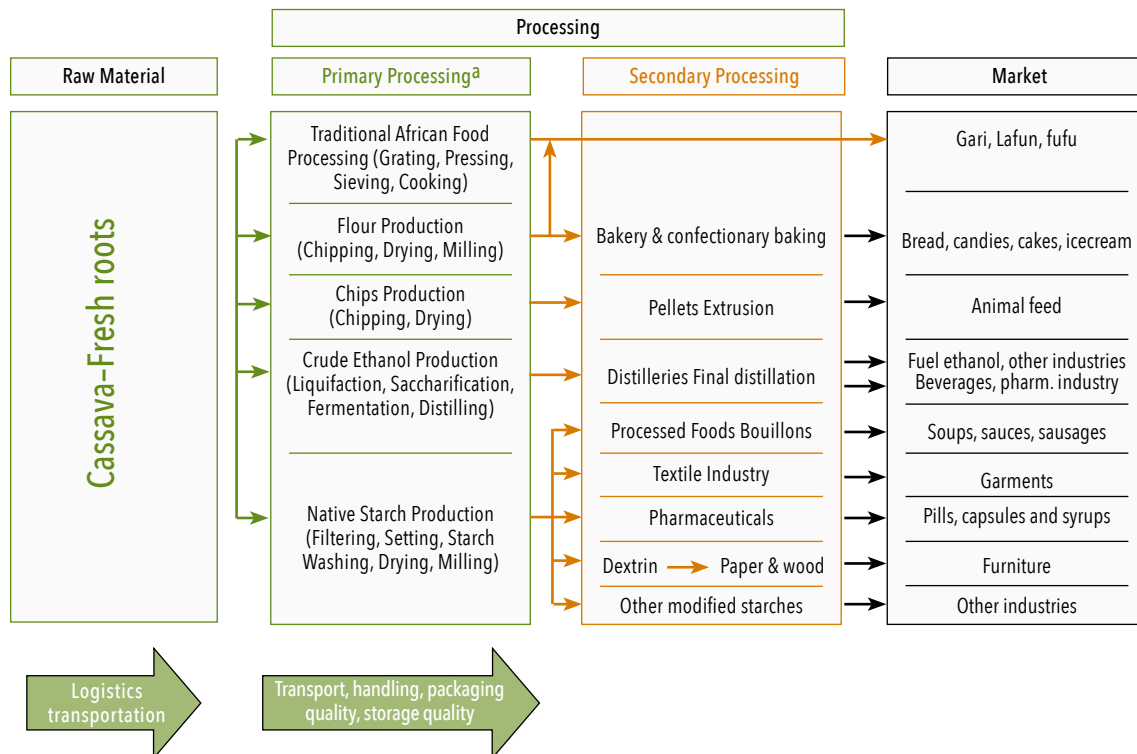 Processing
Raw Material
Primary Processingª
Secondary Processing
Market
Cassava–Fresh roots
Traditional African Food
Processing (Grating, Pressing,
Sieving, Cooking)
Flour Production
(Chipping, Drying, Milling)
Chips Production
(Chipping, Drying)
Crude Ethanol Production
(Liquifaction, Saccharification,
Fermentation, Distilling)
Native Starch Production
(Filtering, Setting, Starch
Washing, Drying, Milling)
Bakery & confectionary baking
Pellets Extrusion
Distilleries Final distillation
Processed Foods Bouillons
Textile Industry
Pharmaceuticals
Dextrin Paper & wood
Other modified starches
Gari, Lafun, fufu
Bread, candies, cakes, icecream
Animal feed
Fuel ethanol, other industries
Beverages, pharm. industry
Soups, sauces, sausages
Garments
Pills, capsules and syrups
Furniture
Other industries
Logistics
transportation
Transport, handling, packaging
quality, storage quality